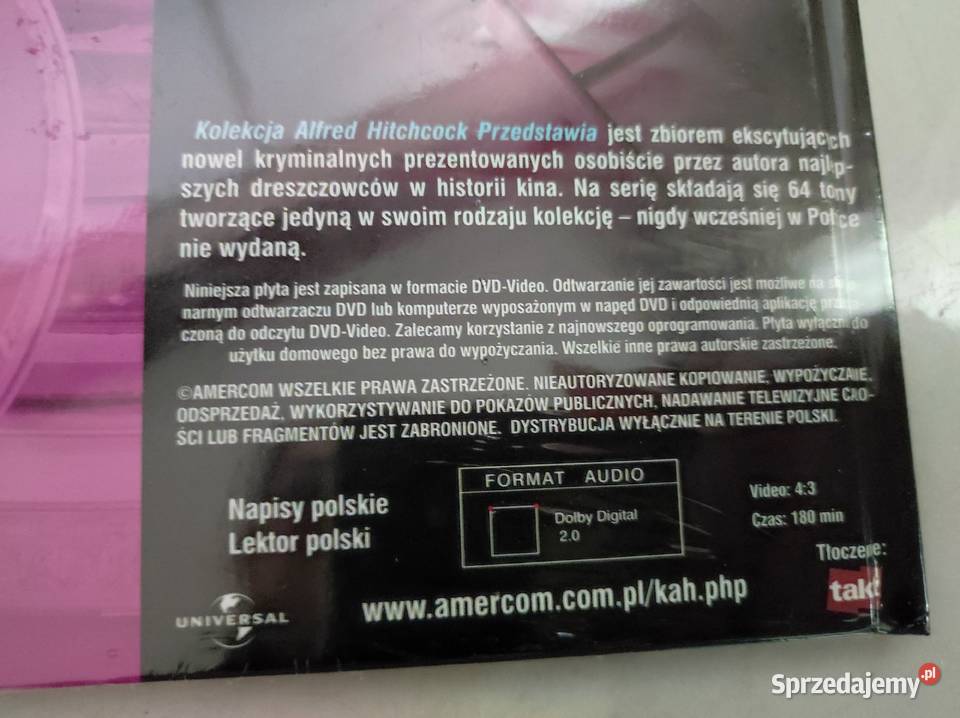 Kolekcja Alfred Hitchcock Przedstawia jest zbiorem ekscytujących
nowel kryminalnych prezentowanych osobiście przez autora najlep-
szych dreszczowców w historii kina. Na serię składają się 64 tomy
tworzące jedyną w swoim rodzaju kolekcję – nigdy wcześniej w Polsce
nie wydaną.
Niniejsza płyta jest zapisana w formacie DVD-Video. Odtwarzanie jej zawartości jest możliwe na
narnym odtwarzaczu DVD lub komputerze wyposażonym w napęd DVD i odpowiednią aplikację
czoną do odczytu DVD-Video. Zalecamy korzystanie z najnowszego oprogramowania. Płyta wyłącznie do
użytku domowego bez prawa do wypożyczania. Wszelkie inne prawa autorskie zastrzeżone.
©AMERCOM WSZELKIE PRAWA ZASTRZEŻONE. NIEAUTORYZOWANE KOPIOWANIE, WYPOŻYCZANIE,
ODSPRZEDAŻ, WYKORZYSTYWANIE DO POKAZÓW PUBLICZNYCH, NADAWANIE TELEWIZYJNE CAŁO-
ŚCI LUB FRAGMENTÓW JEST ZABRONIONE. DYSTRYBUCJA WYŁĄCZNIE NA TERENIE POLSKI.
FORMAT AUDIO
Napisy polskie
Lektor polski
Dolby Digital
2.0
Video: 4:3
Czas: 180 min
Tłoczenie:
takt
UNIVERSAL
www.amercom.com.pl/kah.php
Sprzedajemy.pl